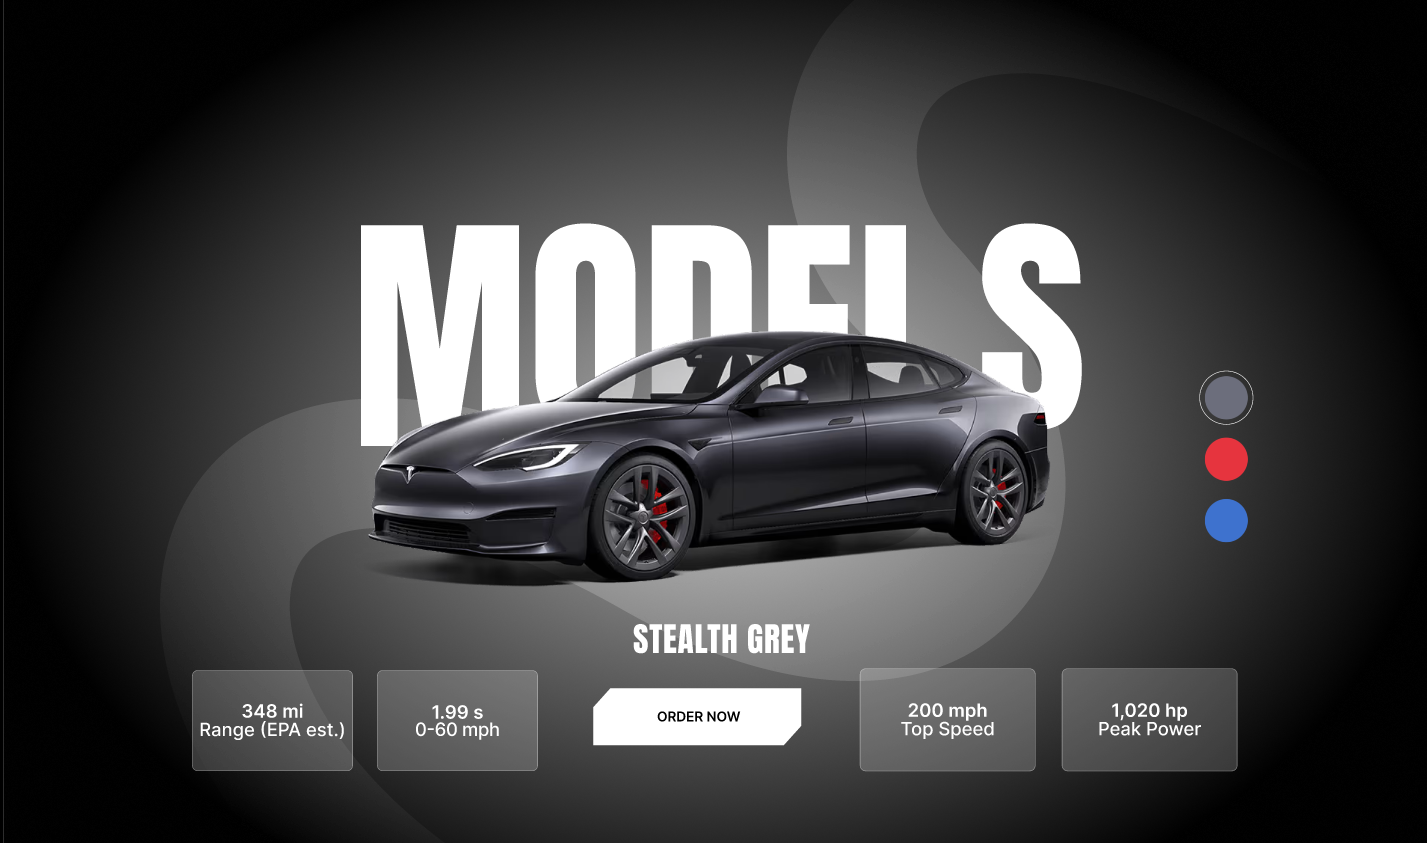 MODEL S
STEALTH GREY
348 mi
Range (EPA est.)
1.99 s
0-60 mph
ORDER NOW
200 mph
Top Speed
1,020 hp
Peak Power